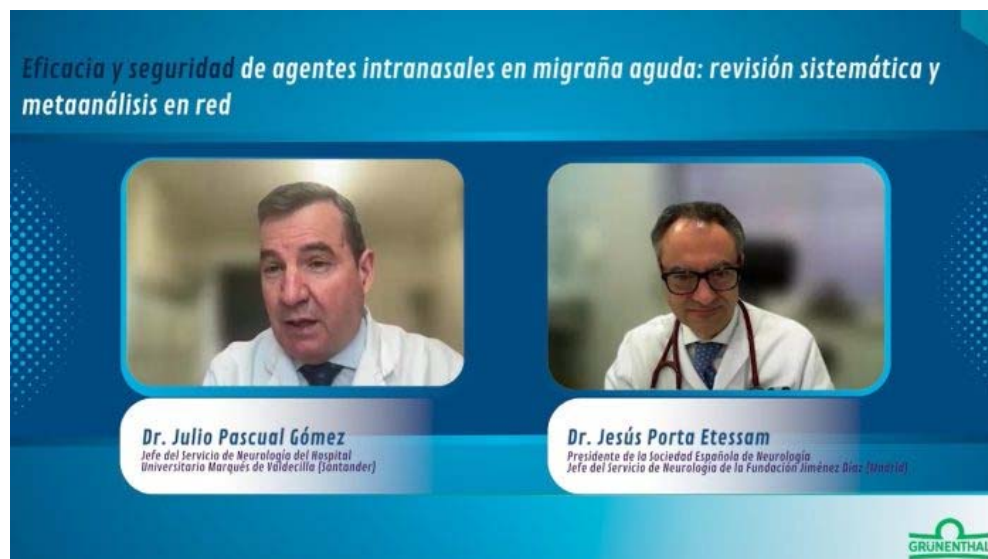 Eficacia y seguridad de agentes intranasales en migraña aguda: revisión sistemática y
metaanálisis en red
Dr. Julio Pascual Gómez
Jefe del Servicio de Neurología del Hospital
Universitario Marqués de Valdecilla (Santander)
Dr. Jesús Porta Etessam
Presidente de la Sociedad Española de Neurología
Jefe del Servicio de Neurología de la Fundación Jiménez Díaz (Madrid)
GRÜNENTHAL